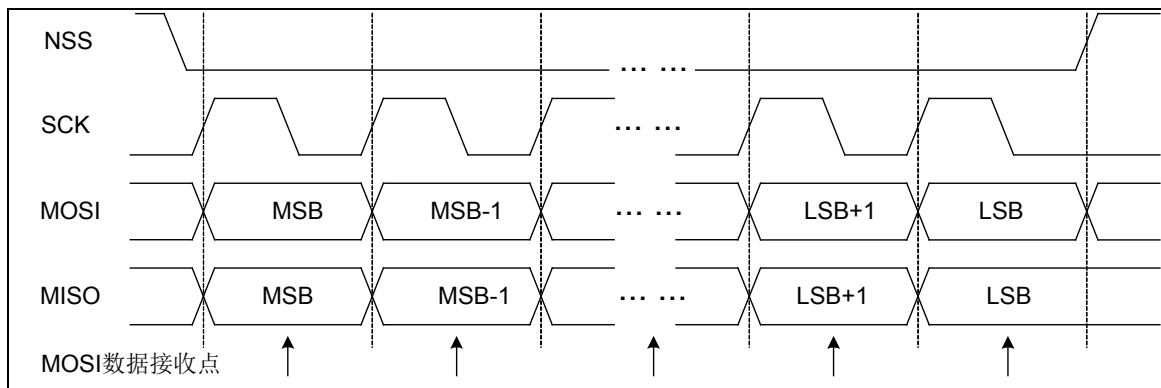 NSS
... ...
SCK
... ...
MOSI MSB MSB-1 ... ... LSB+1 LSB
MISO MSB MSB-1 ... ... LSB+1 LSB
MOSI数据接收点